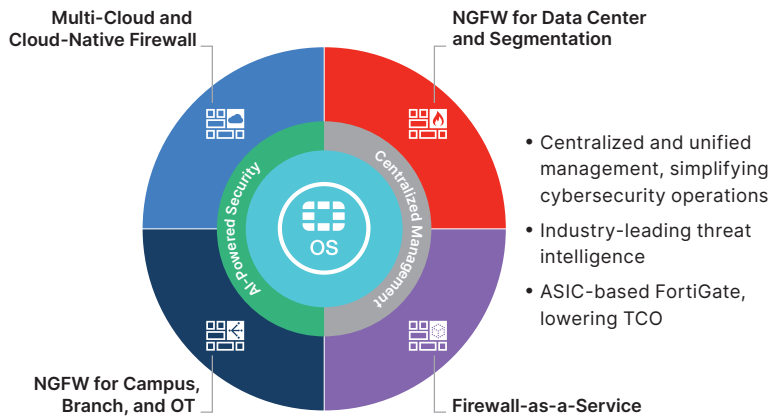 Multi-Cloud and
Cloud-Native Firewall
NGFW for Data Center
and Segmentation
AI-Powered Security
Centralized Management
OS
• Centralized and unified
management, simplifying
cybersecurity operations
• Industry-leading threat
intelligence
• ASIC-based FortiGate,
lowering TCO
NGFW for Campus,
Branch, and OT
Firewall-as-a-Service